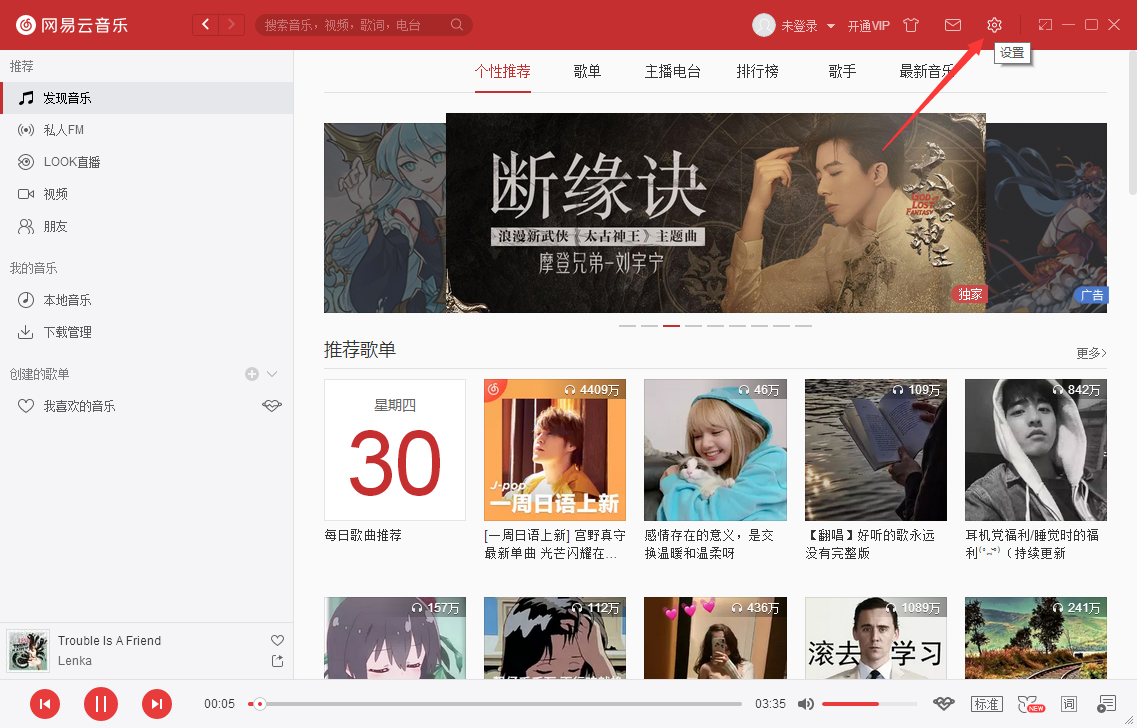 网易云音乐
搜索音乐，视频，歌词，电台
未登录
开通VIP
设置
推荐
发现音乐
私人FM
LOOK直播
视频
朋友
我的音乐
本地音乐
下载管理
创建的歌单
我喜欢的音乐
个性推荐 歌单 主播电台 排行榜 歌手 最新音乐
断缘诀
浪漫新武侠《太古神王》主题曲
摩登兄弟-刘宇宁
太古神王
GOD OF
LOST
FANTASY
独家
广告
推荐歌单
更多
星期四
30
每日歌曲推荐
4409万
J-pop
一周日语上新
[一周日语上新] 宫野真守
最新单曲 光芒闪耀在...
46万
感情存在的意义，是交
换温暖和温柔呀
109万
【翻唱】好听的歌永远
没有完整版
842万
耳机党福利/睡觉时的福
利 （持续更新
157万
112万
436万
1089万
滚去 学习
241万
Trouble Is A Friend
Lenka
00:05
03:35
标准
NEW
词